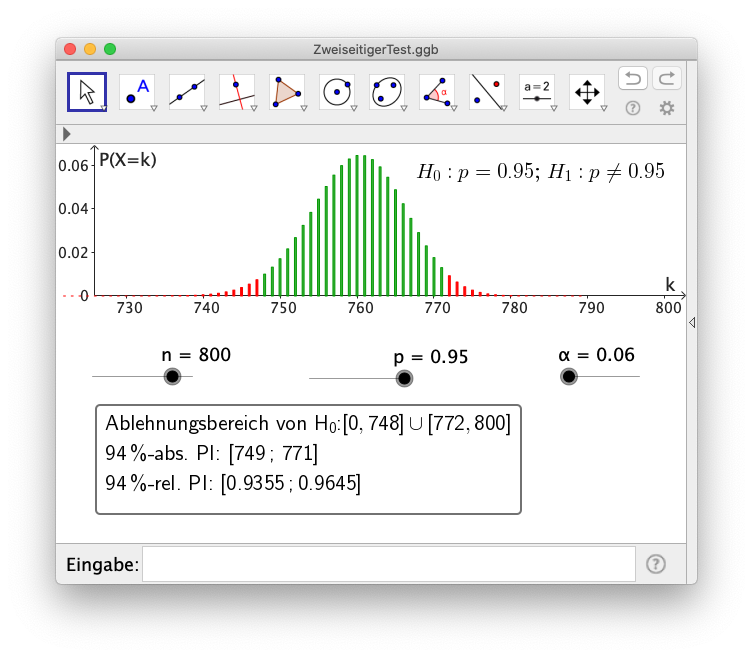 ZweiseitigerTest.ggb
A
α
a=2
P(X=k)
H₀ : p = 0.95; H₁ : p ≠ 0.95
0.06
0.04
0.02
0
k
730 740 750 760 770 780 790 800
n = 800
p = 0.95
α = 0.06
Ablehnungsbereich von H₀:[0, 748] ∪ [772, 800]
94 %-abs. PI: [749 ; 771]
94 %-rel. PI: [0.9355 ; 0.9645]
Eingabe: